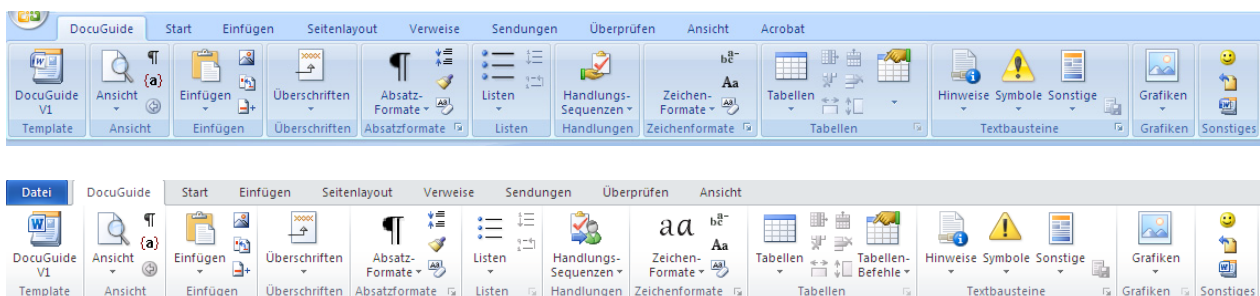 DocuGuide Start Einfügen Seitenlayout Verweise Sendungen Überprüfen Ansicht Acrobat
DocuGuide Ansicht {a} Einfügen Überschriften Absatz- Listen Handlungs- Zeichen- Aa Tabellen Hinweise Symbole Sonstige Grafiken
V1 Formate Sequenzen Formate
Template Ansicht Einfügen Überschriften Absatzformate Listen Handlungen Zeichenformate Tabellen Textbausteine Grafiken Sonstiges
Datei DocuGuide Start Einfügen Seitenlayout Verweise Sendungen Überprüfen Ansicht
DocuGuide Ansicht {a} Einfügen Überschriften Absatz- Listen Handlungs- aa Zeichen- Aa Tabellen Tabellen- Hinweise Symbole Sonstige Grafiken
V1 Formate Sequenzen Formate Befehle
Template Ansicht Einfügen Überschriften Absatzformate Listen Handlungen Zeichenformate Tabellen Textbausteine Grafiken Sonstiges